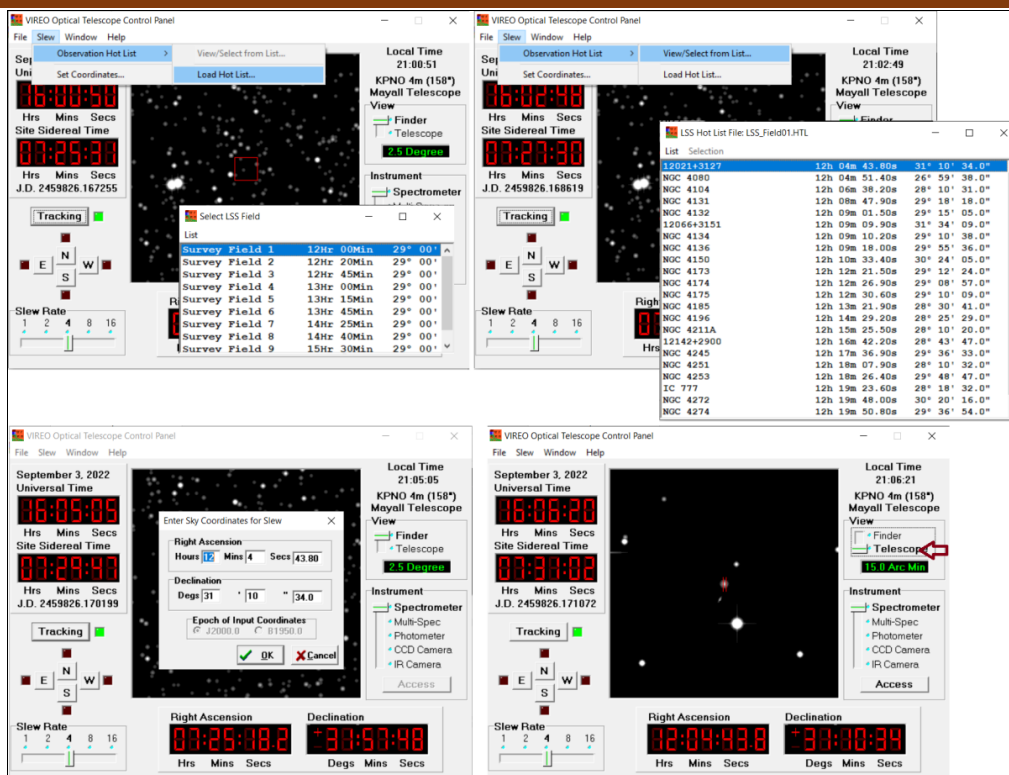 VIREO Optical Telescope Control Panel
File Slew Window Help
Observation Hot List >
View/Select from List...
Set Coordinates...
Load Hot List...
Local Time
21:00:51
KPNO 4m (158")
Mayall Telescope
16:00:50
Hrs Mins Secs
Site Sidereal Time
01:25:31
Hrs Mins Secs
J.D. 2459826.167255
View
Finder
Telescope
2.5 Degree
Instrument
Spectrometer
Tracking
N
E W
S
Slew Rate
1 2 4 8 16
Select LSS Field
List
Survey Field 1 12Hr 00Min 29° 00'
Survey Field 2 12Hr 20Min 29° 00'
Survey Field 3 12Hr 45Min 29° 00'
Survey Field 4 13Hr 00Min 29° 00'
Survey Field 5 13Hr 15Min 29° 00'
Survey Field 6 13Hr 45Min 29° 00'
Survey Field 7 14Hr 25Min 29° 00'
Survey Field 8 14Hr 40Min 29° 00'
Survey Field 9 15Hr 30Min 29° 00'
VIREO Optical Telescope Control Panel
File Slew Window Help
Observation Hot List >
View/Select from List...
Set Coordinates...
Load Hot List...
Local Time
21:02:49
KPNO 4m (158")
Mayall Telescope
16:02:48
Hrs Mins Secs
Site Sidereal Time
01:27:30
Hrs Mins Secs
J.D. 2459826.168619
View
Finder
Tracking
N
E W
S
Slew Rate
1 2 4 8 16
Right
Hrs
LSS Hot List File: LSS_Field01.HTL
List Selection
12021+3127 12h 04m 43.80s 31° 10' 34.0"
NGC 4080 12h 04m 51.40s 26° 59' 38.0"
NGC 4104 12h 06m 38.20s 28° 10' 31.0"
NGC 4131 12h 08m 47.90s 29° 18' 18.0"
NGC 4132 12h 09m 01.50s 29° 15' 05.0"
12066+3151 12h 09m 09.90s 31° 34' 09.0"
NGC 4134 12h 09m 10.20s 29° 10' 38.0"
NGC 4136 12h 09m 18.00s 29° 55' 36.0"
NGC 4150 12h 10m 33.40s 30° 24' 05.0"
NGC 4173 12h 12m 21.50s 29° 12' 24.0"
NGC 4174 12h 12m 26.90s 29° 08' 57.0"
NGC 4175 12h 12m 30.60s 29° 10' 09.0"
NGC 4185 12h 13m 21.90s 28° 30' 41.0"
NGC 4196 12h 14m 29.20s 28° 25' 29.0"
NGC 4211A 12h 15m 25.50s 28° 10' 20.0"
12142+2900 12h 16m 42.20s 28° 43' 47.0"
NGC 4245 12h 17m 36.90s 29° 36' 33.0"
NGC 4251 12h 18m 07.90s 28° 10' 32.0"
NGC 4253 12h 18m 26.40s 29° 48' 47.0"
IC 777 12h 19m 23.60s 28° 18' 32.0"
NGC 4272 12h 19m 48.00s 30° 20' 16.0"
NGC 4274 12h 19m 50.80s 29° 36' 54.0"
VIREO Optical Telescope Control Panel
File Slew Window Help
September 3, 2022
Universal Time
16:05:05
Hrs Mins Secs
Site Sidereal Time
01:29:47
Hrs Mins Secs
J.D. 2459826.170199
Local Time
21:05:05
KPNO 4m (158")
Mayall Telescope
View
Finder
Telescope
2.5 Degree
Instrument
Spectrometer
Multi-Spec
Photometer
CCD Camera
IR Camera
Access
Enter Sky Coordinates for Slew
Right Ascension
Hours 12 Mins 4 Secs 43.80
Declination
Degs 31 ' 10 " 34.0
Epoch of Input Coordinates
J2000.0 B1950.0
OK Cancel
Tracking
N
E W
S
Slew Rate
1 2 4 8 16
Right Ascension Declination
07:25:18.2 +31:57:48
Hrs Mins Secs Degs Mins Secs
VIREO Optical Telescope Control Panel
File Slew Window Help
September 3, 2022
Universal Time
16:06:20
Hrs Mins Secs
Site Sidereal Time
01:31:02
Hrs Mins Secs
J.D. 2459826.171072
Local Time
21:06:21
KPNO 4m (158")
Mayall Telescope
View
Finder
Telescope
15.0 Arc Min
Instrument
Spectrometer
Multi-Spec
Photometer
CCD Camera
IR Camera
Access
Tracking
N
E W
S
Slew Rate
1 2 4 8 16
Right Ascension Declination
12:04:43.8 +31:10:34
Hrs Mins Secs Degs Mins Secs